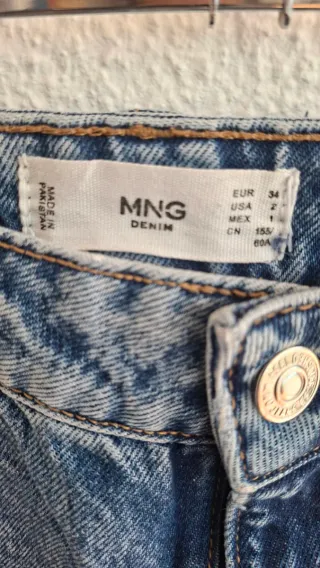 MADE IN
PAKISTAN
MNG
DENIM
EUR 34
USA 2
MEX 1
CN 155/
60A